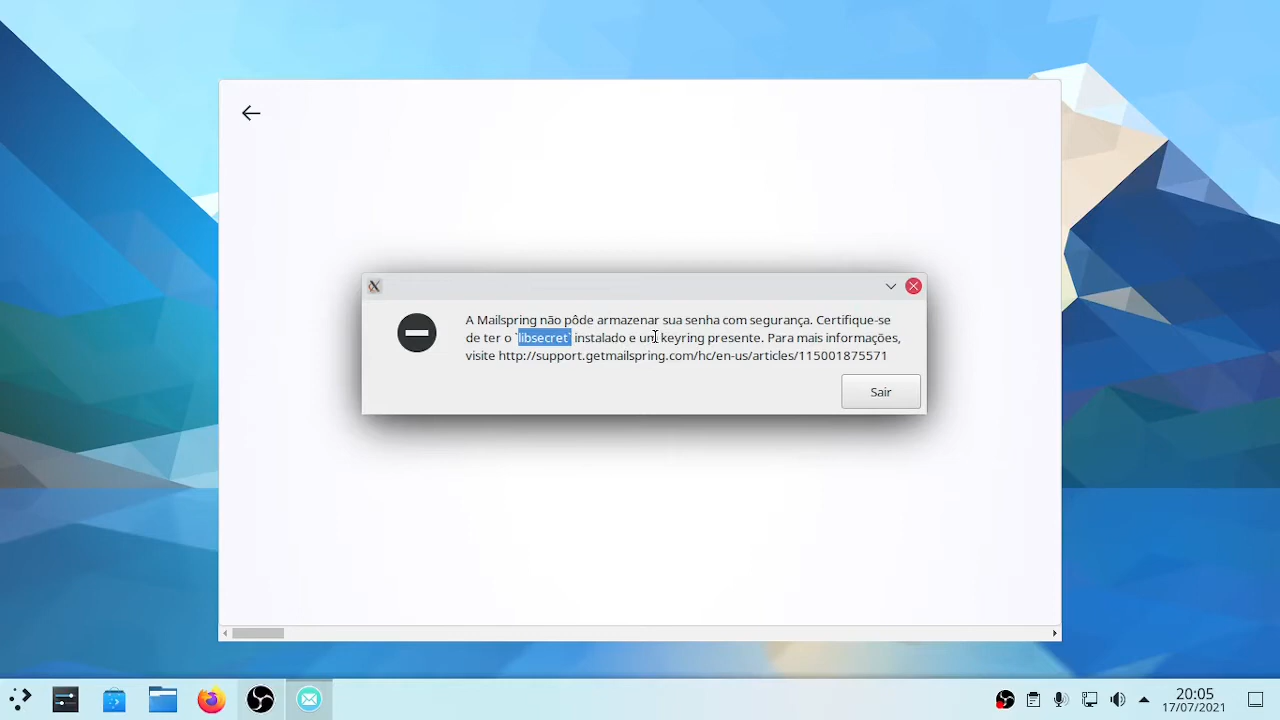 A Mailspring não pôde armazenar sua senha com segurança. Certifique-se
de ter o `libsecret` instalado e um keyring presente. Para mais informações,
visite http://support.getmailspring.com/hc/en-us/articles/115001875571
Sair
20:05
17/07/2021